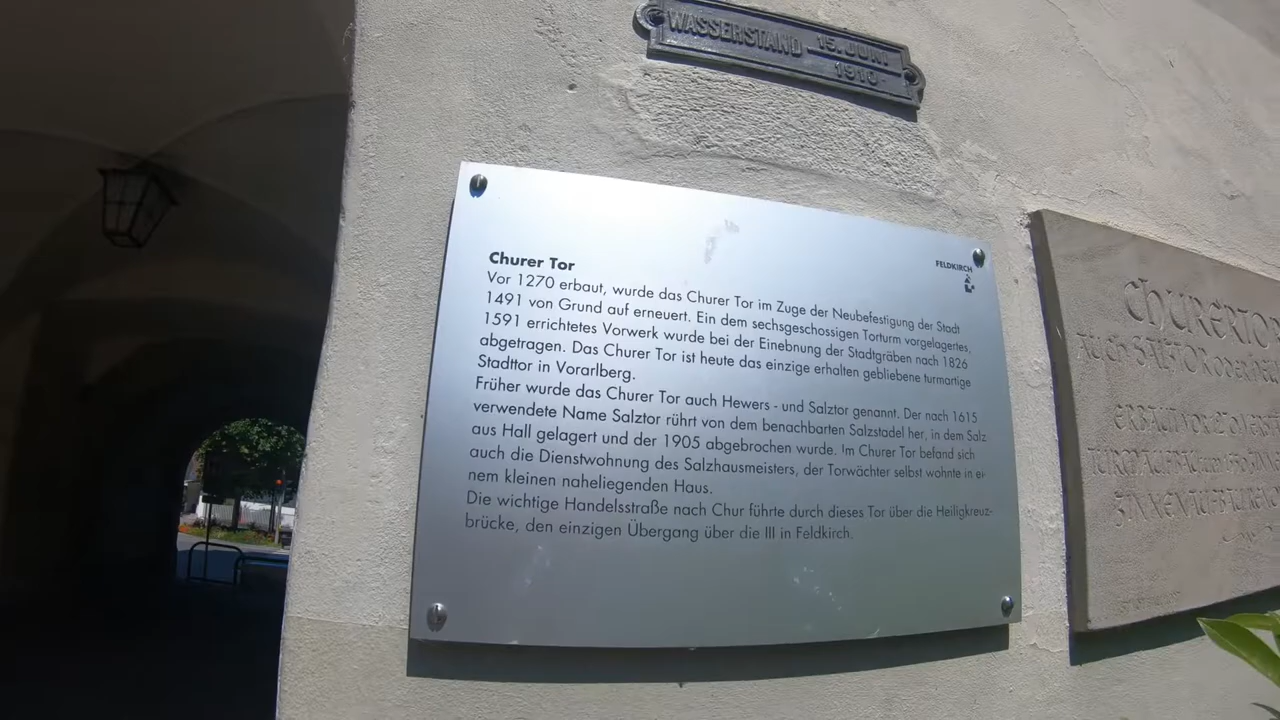 WASSERSTAND 15. JUNI
1910
FELDKIRCH
Churer Tor
Vor 1270 erbaut, wurde das Churer Tor im Zuge der Neubefestigung der Stadt
1491 von Grund auf erneuert. Ein dem sechsgeschossigen Torturm vorgelagertes,
1591 errichtetes Vorwerk wurde bei der Einebnung der Stadtgräben nach 1826
abgetragen. Das Churer Tor ist heute das einzige erhalten gebliebene turmartige
Stadttor in Vorarlberg.
Früher wurde das Churer Tor auch Hewers - und Salztor genannt. Der nach 1615
verwendete Name Salztor rührt von dem benachbarten Salzstadel her, in dem Salz
aus Hall gelagert und der 1905 abgebrochen wurde. Im Churer Tor befand sich
auch die Dienstwohnung des Salzhausmeisters, der Torwächter selbst wohnte in ei-
nem kleinen naheliegenden Haus.
Die wichtige Handelsstraße nach Chur führte durch dieses Tor über die Heiligkreuz-
brücke, den einzigen Übergang über die Ill in Feldkirch.
CHURERTOR
AUCH SALZTOR ODER
ERBAUT VOR